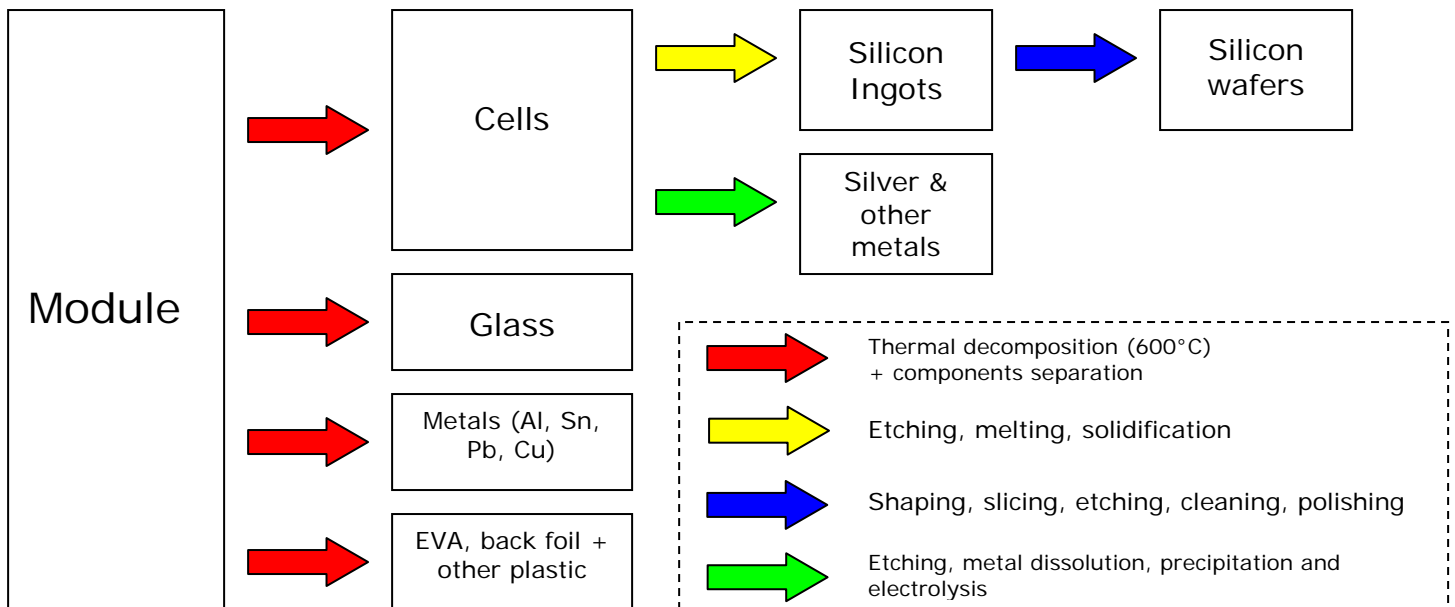 Module
Cells
Glass
Metals (Al, Sn,
Pb, Cu)
EVA, back foil +
other plastic
Silicon
Ingots
Silver &
other
metals
Silicon
wafers
Thermal decomposition (600°C)
+ components separation
Etching, melting, solidification
Shaping, slicing, etching, cleaning, polishing
Etching, metal dissolution, precipitation and
electrolysis